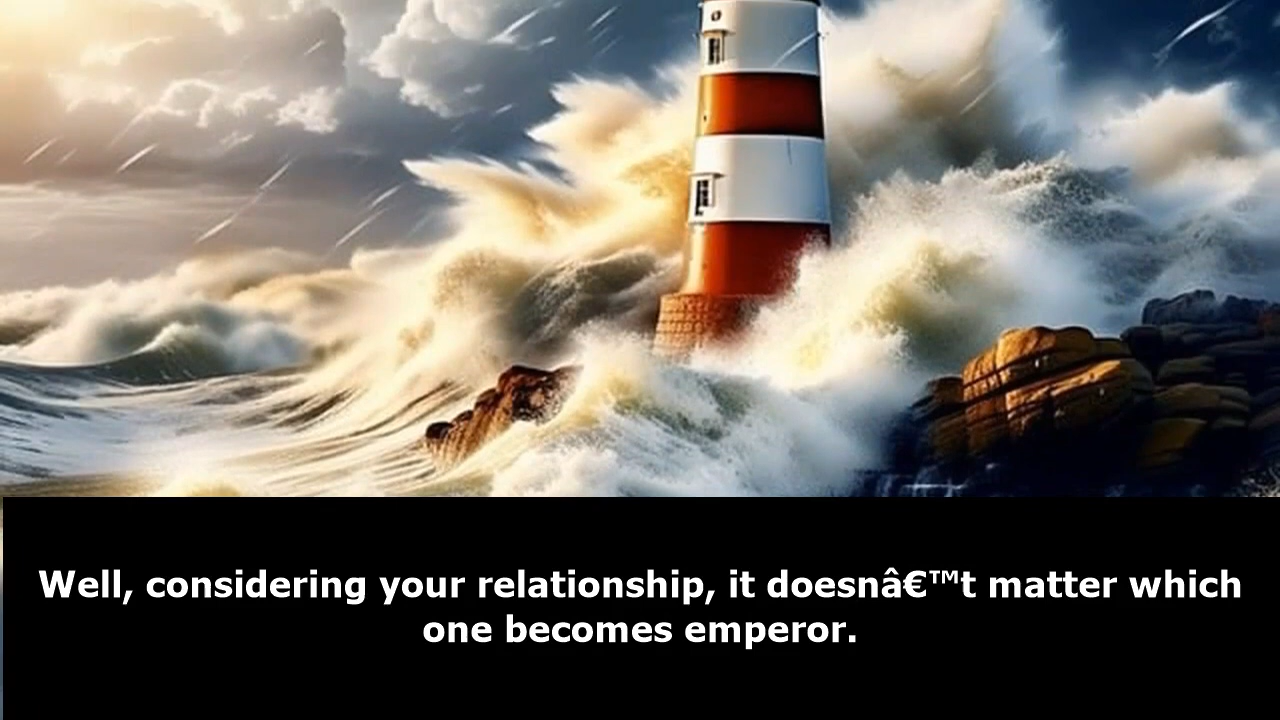 Well, considering your relationship, it doesnâ€™t matter which
one becomes emperor.